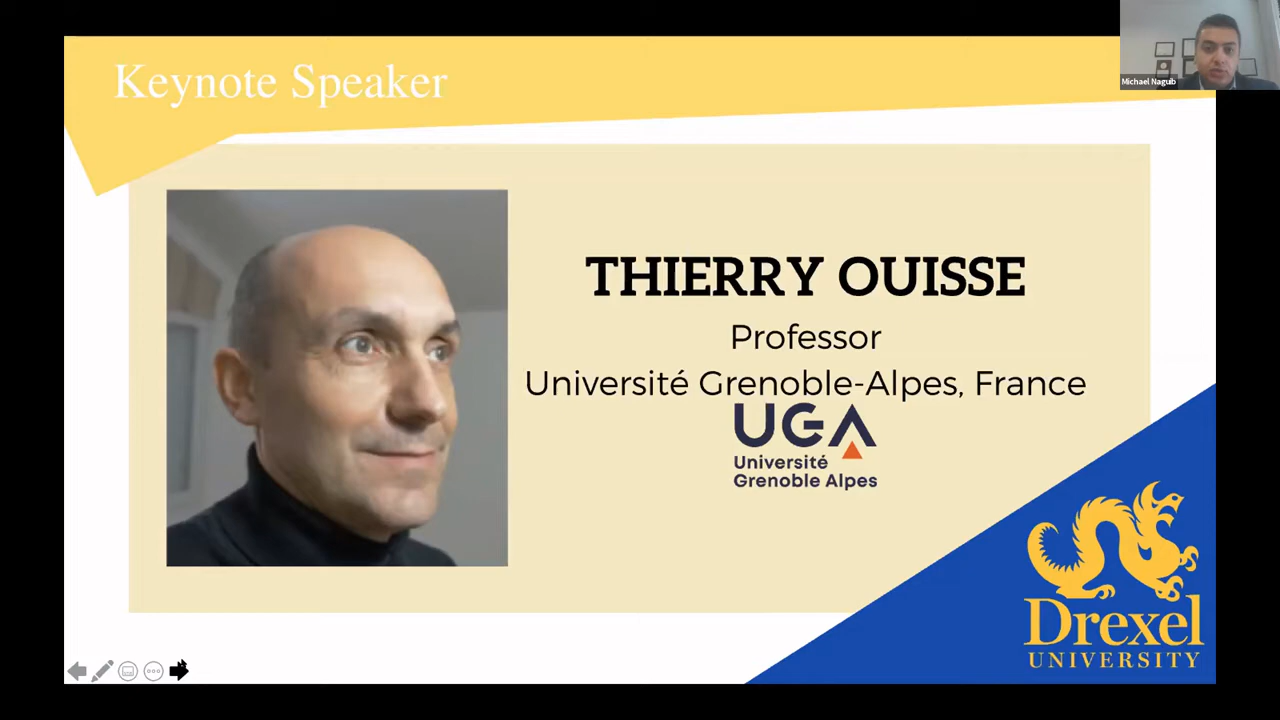 Keynote Speaker
Michael Naguib
THIERRY OUISSE
Professor
Université Grenoble-Alpes, France
UGA
Université
Grenoble Alpes
Drexel
UNIVERSITY